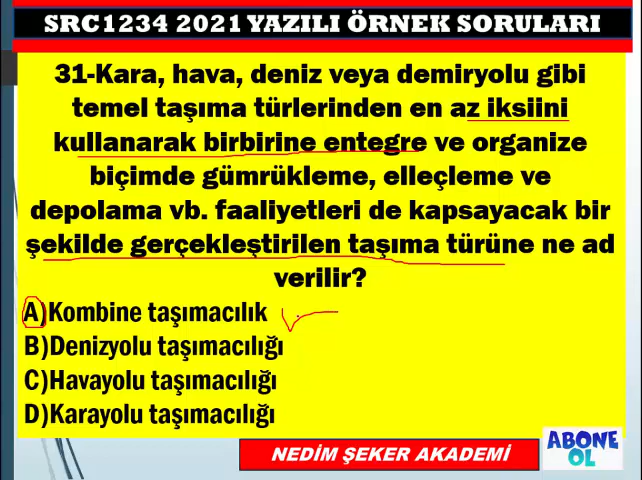 SRC1234 2021 YAZILI ÖRNEK SORULARI
31-Kara, hava, deniz veya demiryolu gibi
temel taşıma türlerinden en az iksiini
kullanarak birbirine entegre ve organize
biçimde gümrükleme, elleçleme ve
depolama vb. faaliyetleri de kapsayacak bir
şekilde gerçekleştirilen taşıma türüne ne ad
verilir?
A)Kombine taşımacılık
B)Denizyolu taşımacılığı
C)Havayolu taşımacılığı
D)Karayolu taşımacılığı
NEDİM ŞEKER AKADEMİ
ABONE
OL